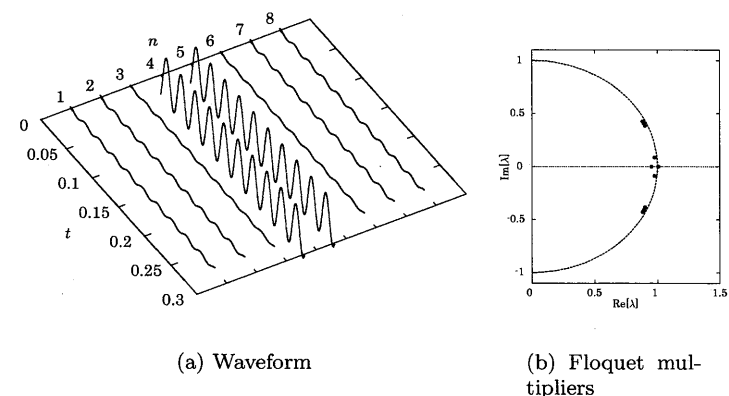 n
0 1 2 3 4 5 6 7 8
0.05
0.1
0.15
t
0.2
0.25
0.3
(a) Waveform
1
0.5
Im[λ]
0
-0.5
-1
0 0.5 1 1.5
Re[λ]
(b) Floquet mul-
tipliers